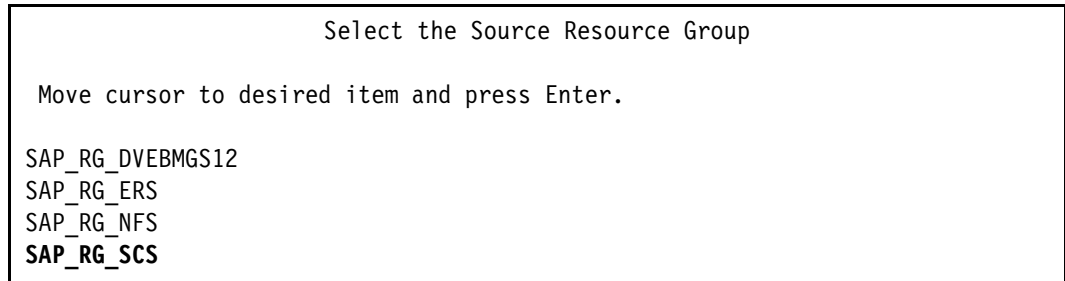 Select the Source Resource Group
Move cursor to desired item and press Enter.
SAP_RG_DVEBMGS12
SAP_RG_ERS
SAP_RG_NFS
SAP_RG_SCS